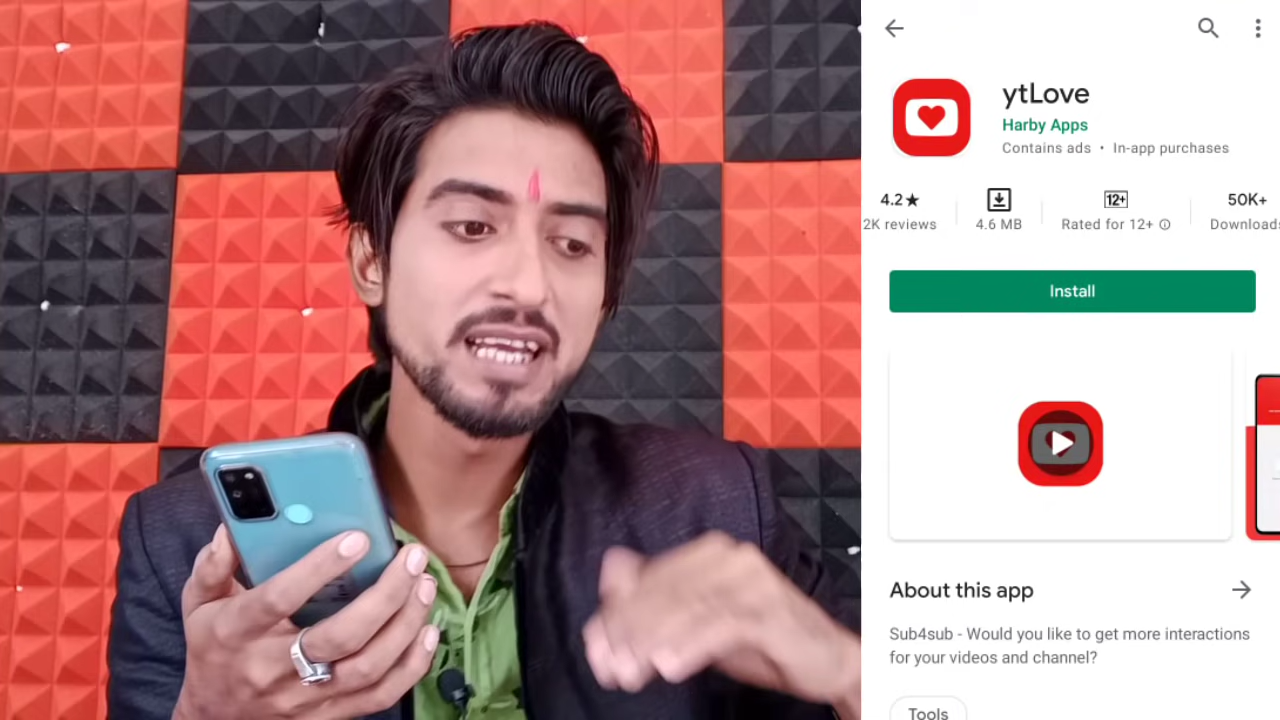 ytLove
Harby Apps
Contains ads • In-app purchases
4.2★
2K reviews
4.6 MB
12+
Rated for 12+
50K+
Downloads
Install
About this app
Sub4sub - Would you like to get more interactions
for your videos and channel?
Tools